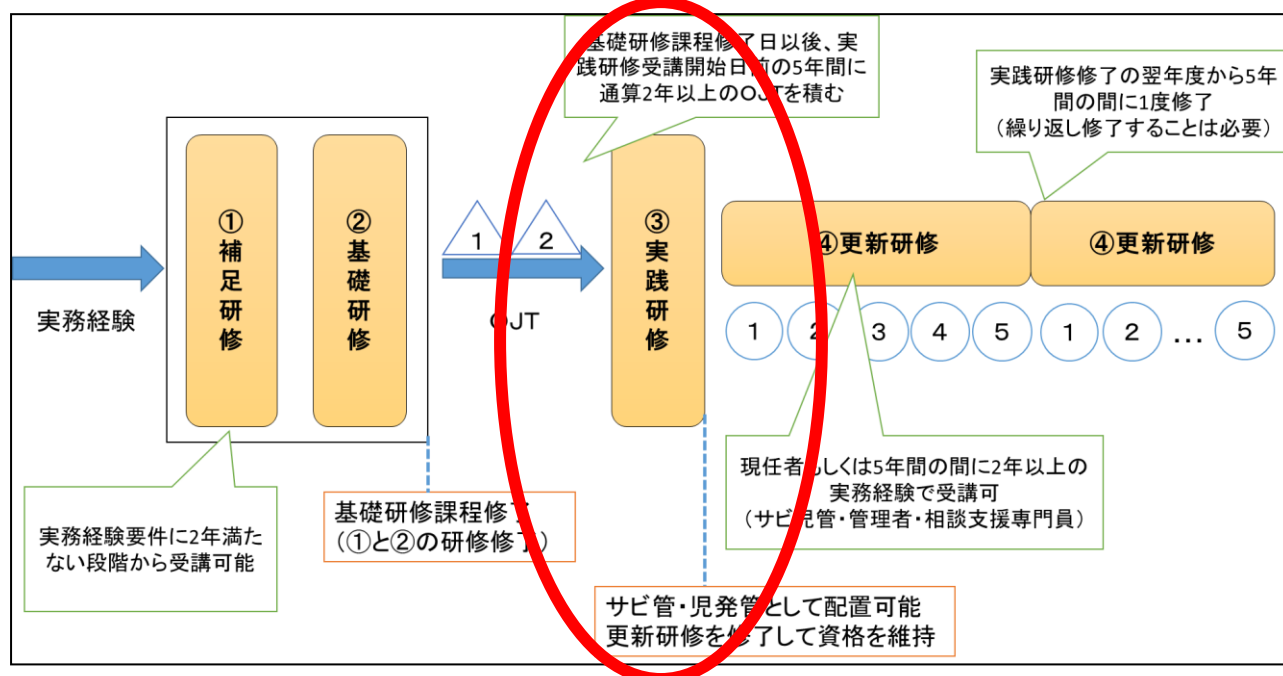 基礎研修課程修了日以後、実
践研修受講開始日前の5年間に
通算2年以上のOJTを積む
実践研修修了の翌年度から5年
間の間に1度修了
（繰り返し修了することは必要）
実務経験
①補足研修
②基礎研修
1
2
OJT
③実践研修
④更新研修
④更新研修
1
2
3
4
5
1
2
…
5
実務経験要件に2年満た
ない段階から受講可能
基礎研修課程修了
（①と②の研修修了）
現任者もしくは5年間の間に2年以上の
実務経験で受講可
（サビ児管・管理者・相談支援専門員）
サビ管・児発管として配置可能
更新研修を修了して資格を維持